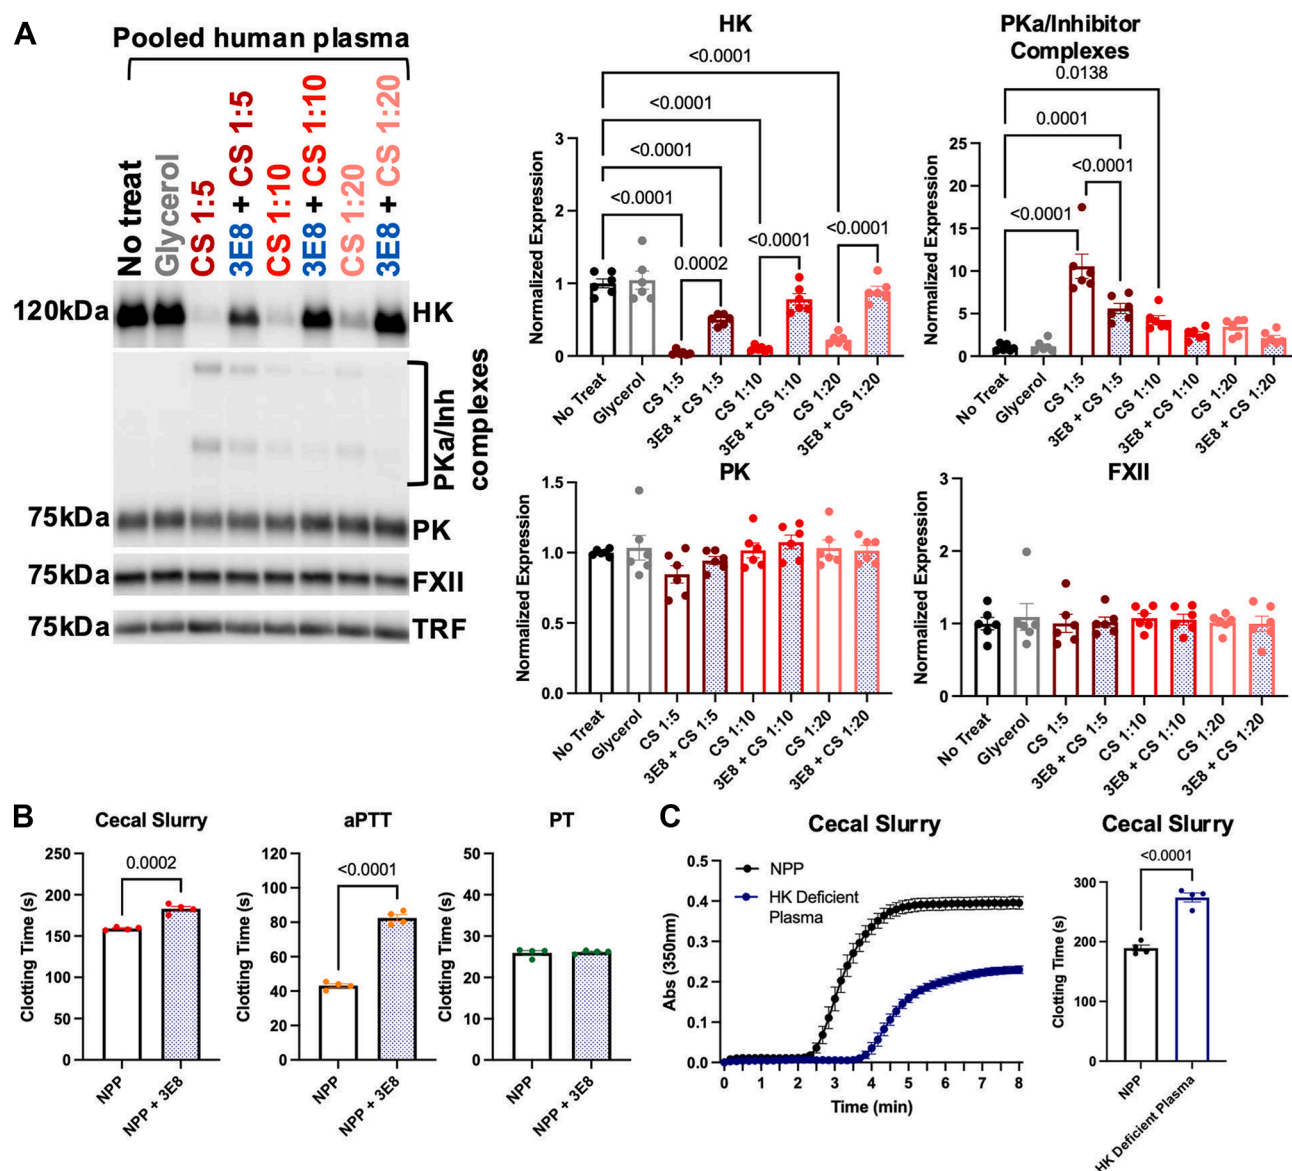 A
Pooled human plasma
No treat
Glycerol
CS 1:5
3E8 + CS 1:5
CS 1:10
3E8 + CS 1:10
CS 1:20
3E8 + CS 1:20
120kDa
HK
PKa/Inh
complexes
75kDa
PK
75kDa
FXII
75kDa
TRF
HK
<0.0001
<0.0001
<0.0001
<0.0001
<0.0001
<0.0001
0.0002
Normalized Expression
3
2
1
0
No Treat
Glycerol
CS 1:5
3E8 + CS 1:5
CS 1:10
3E8 + CS 1:10
CS 1:20
3E8 + CS 1:20
PKa/Inhibitor
Complexes
0.0138
0.0001
<0.0001
<0.0001
Normalized Expression
25
20
15
10
5
0
No Treat
Glycerol
CS 1:5
3E8 + CS 1:5
CS 1:10
3E8 + CS 1:10
CS 1:20
3E8 + CS 1:20
PK
Normalized Expression
1.5
1.0
0.5
0.0
No Treat
Glycerol
CS 1:5
3E8 + CS 1:5
CS 1:10
3E8 + CS 1:10
CS 1:20
3E8 + CS 1:20
FXII
Normalized Expression
3
2
1
0
No Treat
Glycerol
CS 1:5
3E8 + CS 1:5
CS 1:10
3E8 + CS 1:10
CS 1:20
3E8 + CS 1:20
B
Cecal Slurry
0.0002
Clotting Time (s)
250
200
150
100
50
0
NPP
NPP + 3E8
aPTT
<0.0001
Clotting Time (s)
120
100
80
60
40
20
0
NPP
NPP + 3E8
PT
Clotting Time (s)
50
40
30
20
10
0
NPP
NPP + 3E8
C
Cecal Slurry
NPP
HK Deficient
Plasma
Abs (350nm)
0.5
0.4
0.3
0.2
0.1
0.0
0
1
2
3
4
5
6
7
8
Time (min)
Cecal Slurry
<0.0001
Clotting Time (s)
300
200
100
0
NPP
HK Deficient Plasma